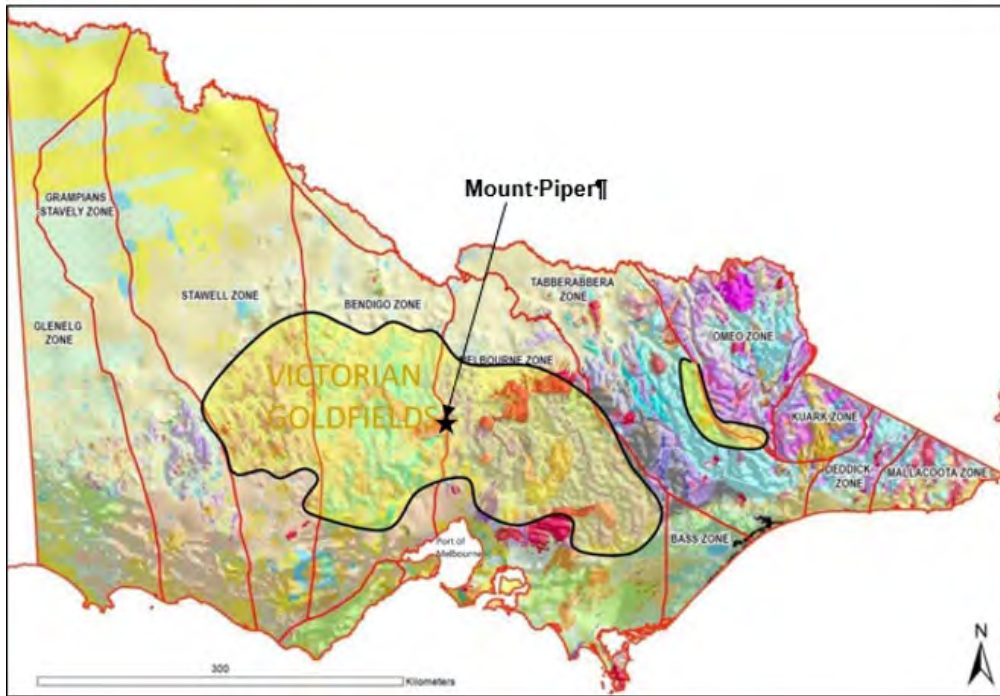 Mount·Piper¶
GRAMPIANS
STAVELY ZONE
TABBERABBERA
ZONE
STAWELL ZONE
BENDIGO ZONE
GLENELG
ZONE
OMEO ZONE
MELBOURNE ZONE
VICTORIAN
GOLDFIELDS
KUARK ZONE
DEDDICK
ZONE
MALLACOOTA ZONE
BASS ZONE
Port of
Melbourne
N
300
Kilometers